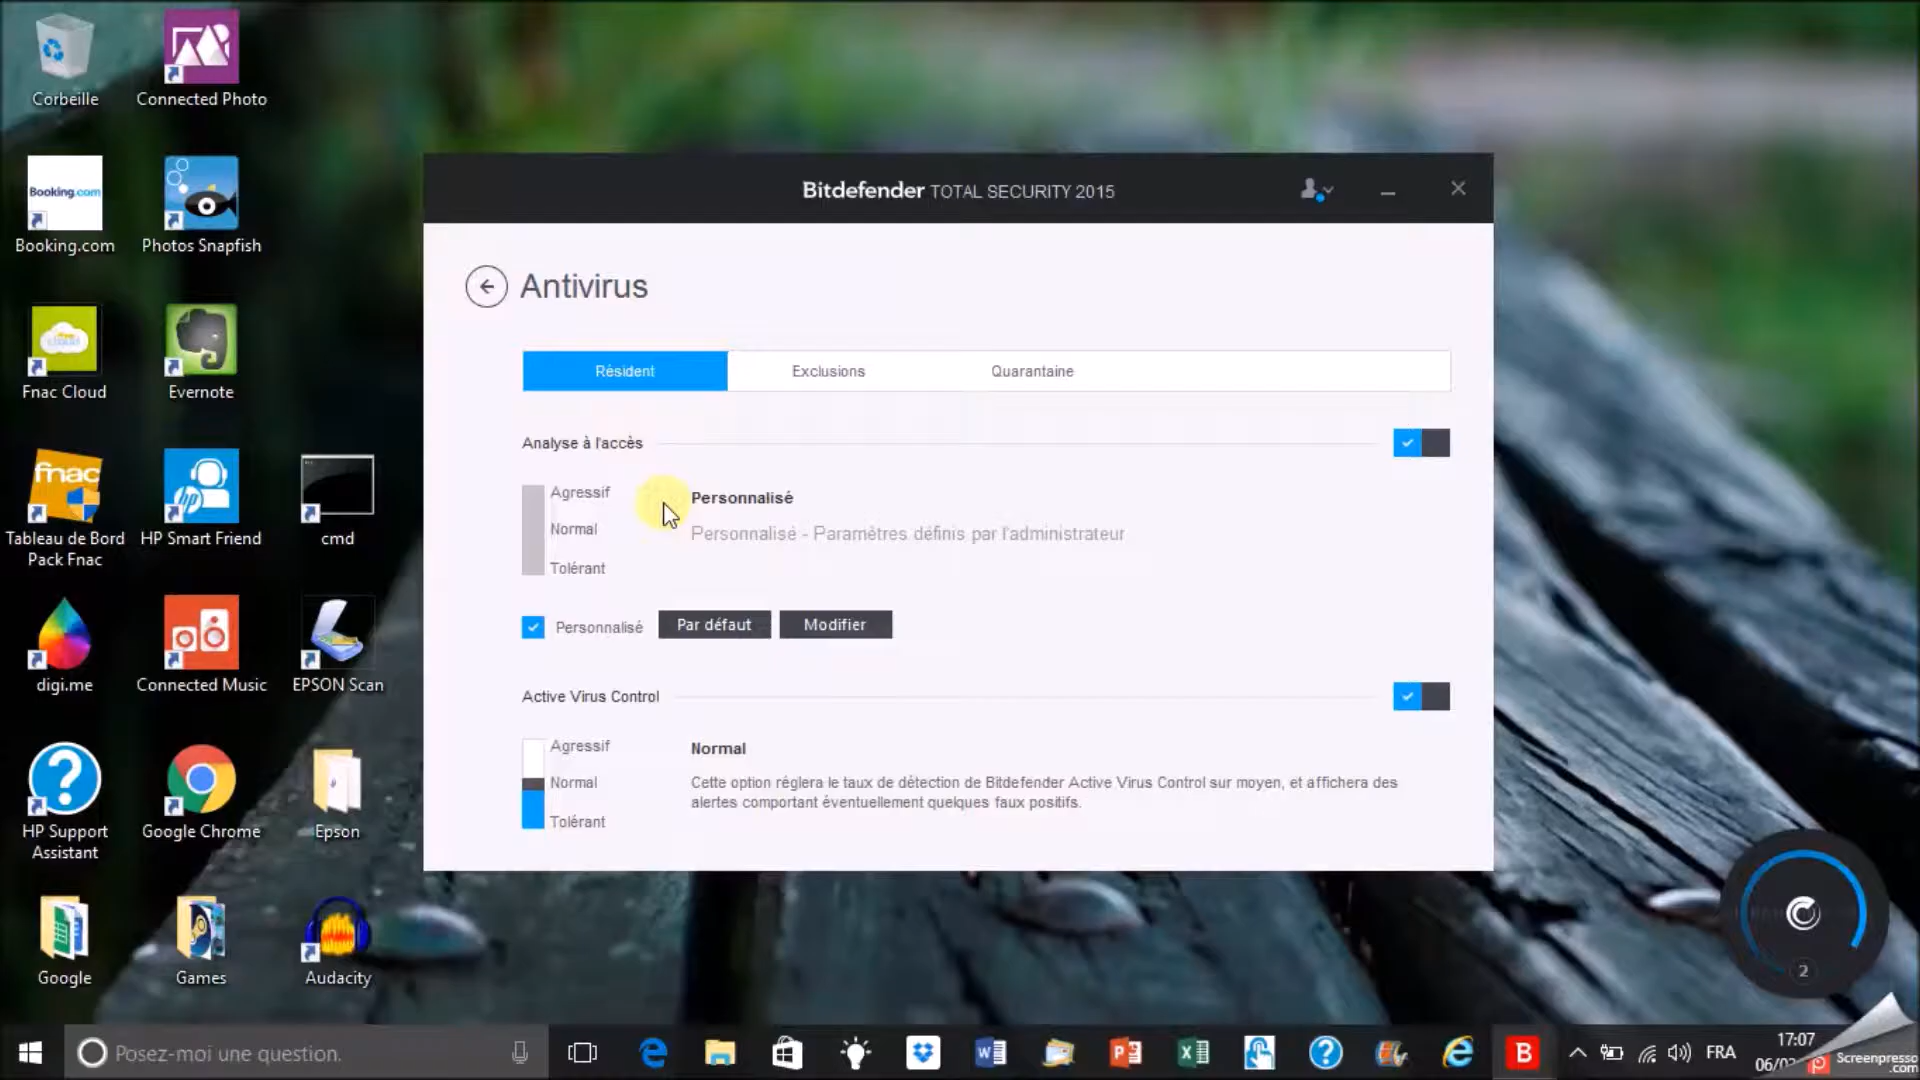 Corbeille
Connected Photo
Booking.com
Booking.com
Photos Snapfish
Fnac Cloud
Evernote
fnac
hp
Tableau de Bord
Pack Fnac
HP Smart Friend
cmd
digi.me
Connected Music
EPSON Scan
HP Support
Assistant
Google Chrome
Epson
Google
Games
Audacity
Bitdefender TOTAL SECURITY 2015
Antivirus
Résident
Exclusions
Quarantaine
Analyse à l'accès
Agressif
Normal
Tolérant
Personnalisé
Personnalisé - Paramètres définis par l'administrateur
Personnalisé
Par défaut
Modifier
Active Virus Control
Agressif
Normal
Tolérant
Normal
Cette option réglera le taux de détection de Bitdefender Active Virus Control sur moyen, et affichera des
alertes comportant éventuellement quelques faux positifs.
2
Posez-moi une question.
B
FRA
17:07
Screenpresso
.com